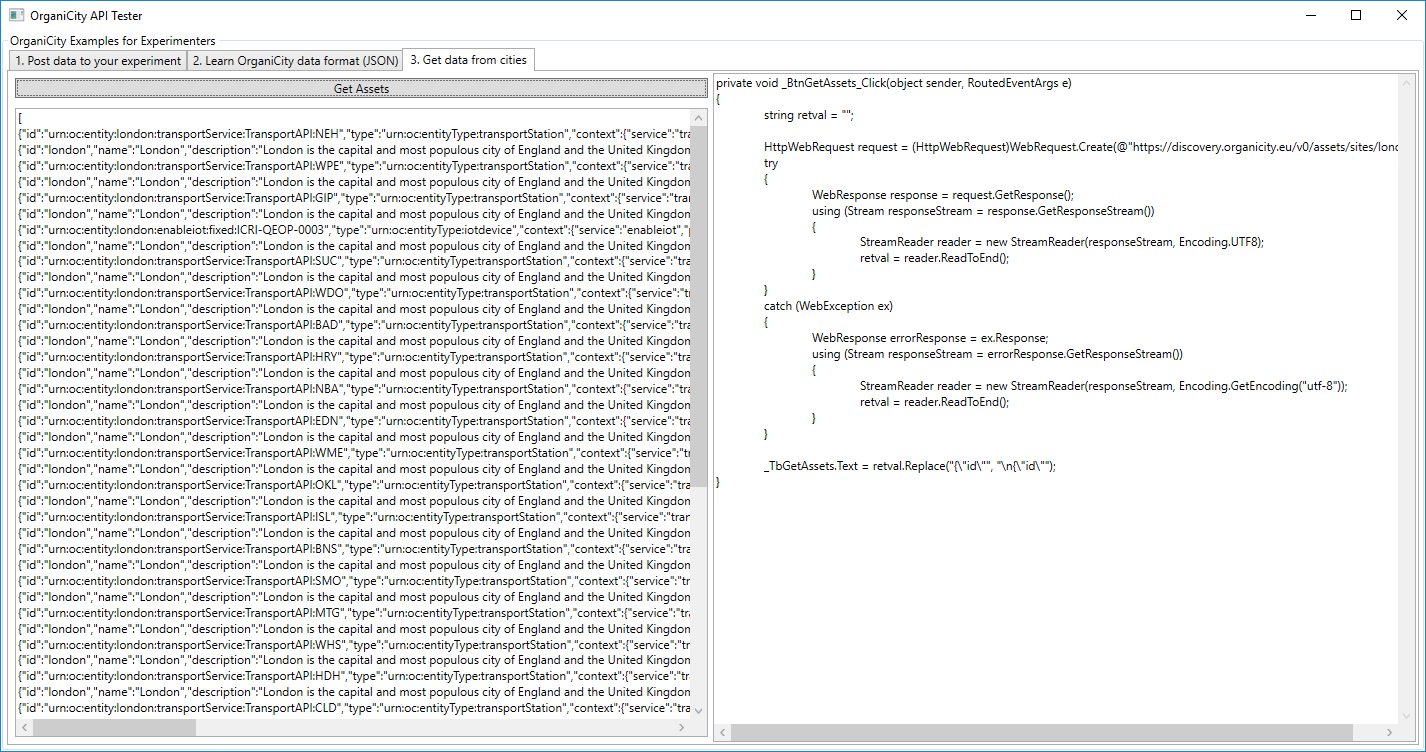 OrganiCity API Tester
OrganiCity Examples for Experimenters
1. Post data to your experiment
2. Learn OrganiCity data format (JSON)
3. Get data from cities
Get Assets
[
{"id":"urn:oc:entity:london:transportService:TransportAPI:NEH","type":"urn:oc:entityType:transportStation","context":{"service":"tra
{"id":"london","name":"London","description":"London is the capital and most populous city of England and the United Kingdom
{"id":"urn:oc:entity:london:transportService:TransportAPI:WPE","type":"urn:oc:entityType:transportStation","context":{"service":"tr
{"id":"london","name":"London","description":"London is the capital and most populous city of England and the United Kingdom
{"id":"urn:oc:entity:london:transportService:TransportAPI:GIP","type":"urn:oc:entityType:transportStation","context":{"service":"tra
{"id":"london","name":"London","description":"London is the capital and most populous city of England and the United Kingdom
{"id":"urn:oc:entity:london:enableiot:fixed:ICRI-QEOP-0003","type":"urn:oc:entityType:iotdevice","context":{"service":"enableiot","
{"id":"london","name":"London","description":"London is the capital and most populous city of England and the United Kingdom
{"id":"urn:oc:entity:london:transportService:TransportAPI:SUC","type":"urn:oc:entityType:transportStation","context":{"service":"tra
{"id":"london","name":"London","description":"London is the capital and most populous city of England and the United Kingdom
{"id":"urn:oc:entity:london:transportService:TransportAPI:WDO","type":"urn:oc:entityType:transportStation","context":{"service":"t
{"id":"london","name":"London","description":"London is the capital and most populous city of England and the United Kingdom
{"id":"urn:oc:entity:london:transportService:TransportAPI:BAD","type":"urn:oc:entityType:transportStation","context":{"service":"tr
{"id":"london","name":"London","description":"London is the capital and most populous city of England and the United Kingdom
{"id":"urn:oc:entity:london:transportService:TransportAPI:HRY","type":"urn:oc:entityType:transportStation","context":{"service":"tra
{"id":"london","name":"London","description":"London is the capital and most populous city of England and the United Kingdom
{"id":"urn:oc:entity:london:transportService:TransportAPI:NBA","type":"urn:oc:entityType:transportStation","context":{"service":"tr
{"id":"london","name":"London","description":"London is the capital and most populous city of England and the United Kingdom
{"id":"urn:oc:entity:london:transportService:TransportAPI:EDN","type":"urn:oc:entityType:transportStation","context":{"service":"tr
{"id":"london","name":"London","description":"London is the capital and most populous city of England and the United Kingdom
{"id":"urn:oc:entity:london:transportService:TransportAPI:WME","type":"urn:oc:entityType:transportStation","context":{"service":"t
{"id":"london","name":"London","description":"London is the capital and most populous city of England and the United Kingdom
{"id":"urn:oc:entity:london:transportService:TransportAPI:OKL","type":"urn:oc:entityType:transportStation","context":{"service":"tr
{"id":"london","name":"London","description":"London is the capital and most populous city of England and the United Kingdom
{"id":"urn:oc:entity:london:transportService:TransportAPI:ISL","type":"urn:oc:entityType:transportStation","context":{"service":"tran
{"id":"london","name":"London","description":"London is the capital and most populous city of England and the United Kingdom
{"id":"urn:oc:entity:london:transportService:TransportAPI:BNS","type":"urn:oc:entityType:transportStation","context":{"service":"tr
{"id":"london","name":"London","description":"London is the capital and most populous city of England and the United Kingdom
{"id":"urn:oc:entity:london:transportService:TransportAPI:SMO","type":"urn:oc:entityType:transportStation","context":{"service":"tr
{"id":"london","name":"London","description":"London is the capital and most populous city of England and the United Kingdom
{"id":"urn:oc:entity:london:transportService:TransportAPI:MTG","type":"urn:oc:entityType:transportStation","context":{"service":"tr
{"id":"london","name":"London","description":"London is the capital and most populous city of England and the United Kingdom
{"id":"urn:oc:entity:london:transportService:TransportAPI:WHS","type":"urn:oc:entityType:transportStation","context":{"service":"tr
{"id":"london","name":"London","description":"London is the capital and most populous city of England and the United Kingdom
{"id":"urn:oc:entity:london:transportService:TransportAPI:HDH","type":"urn:oc:entityType:transportStation","context":{"service":"tr
{"id":"london","name":"London","description":"London is the capital and most populous city of England and the United Kingdom
{"id":"urn:oc:entity:london:transportService:TransportAPI:CLD","type":"urn:oc:entityType:transportStation","context":{"service":"tra
private void _BtnGetAssets_Click(object sender, RoutedEventArgs e)
{
string retval = "";
HttpWebRequest request = (HttpWebRequest)WebRequest.Create(@"https://discovery.organicity.eu/v0/assets/sites/lond
try
{
WebResponse response = request.GetResponse();
using (Stream responseStream = response.GetResponseStream())
{
StreamReader reader = new StreamReader(responseStream, Encoding.UTF8);
retval = reader.ReadToEnd();
}
}
catch (WebException ex)
{
WebResponse errorResponse = ex.Response;
using (Stream responseStream = errorResponse.GetResponseStream())
{
StreamReader reader = new StreamReader(responseStream, Encoding.GetEncoding("utf-8"));
retval = reader.ReadToEnd();
}
}
_TbGetAssets.Text = retval.Replace("{\"id\"", "\n{\"id\"");
}